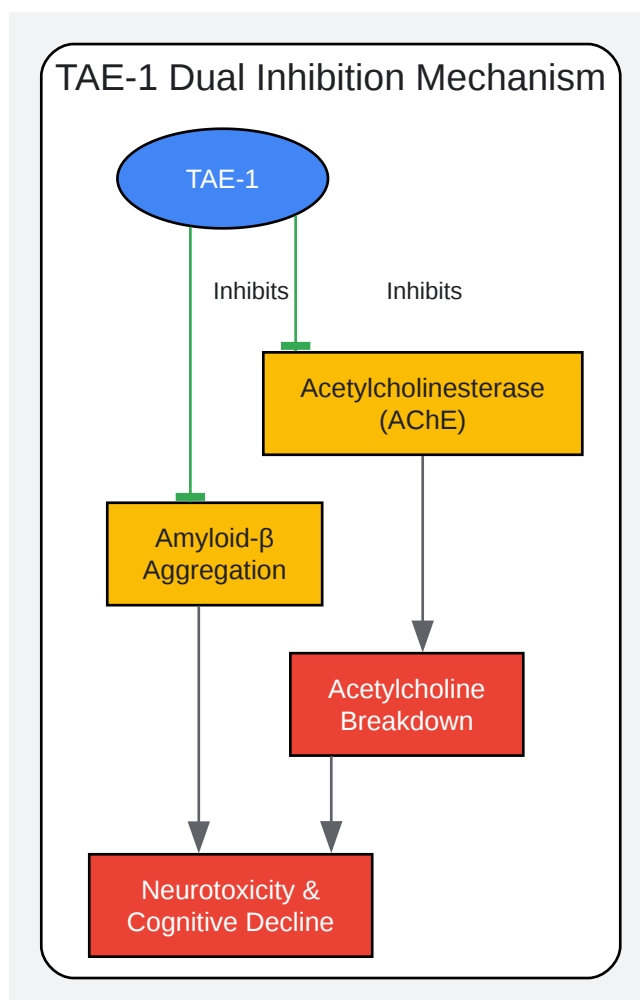 TAE-1 Dual Inhibition Mechanism
TAE-1
Inhibits
Inhibits
Acetylcholinesterase
(AChE)
Amyloid-β
Aggregation
Acetylcholine
Breakdown
Neurotoxicity &
Cognitive Decline